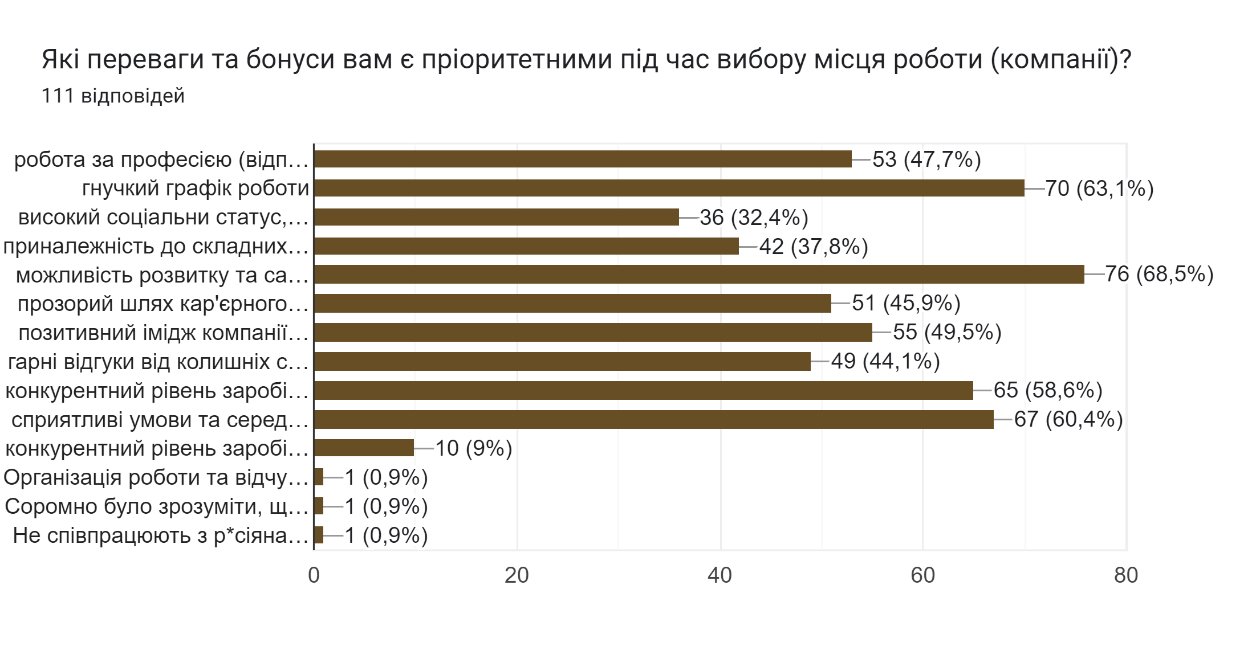 Які переваги та бонуси вам є пріоритетними під час вибору місця роботи (компанії)?
111 відповідей
робота за професією (відп… 53 (47,7%)
гнучкий графік роботи 70 (63,1%)
високий соціальни статус,… 36 (32,4%)
приналежність до складних… 42 (37,8%)
можливість розвитку та са… 76 (68,5%)
прозорий шлях кар'єрного… 51 (45,9%)
позитивний імідж компанії… 55 (49,5%)
гарні відгуки від колишніх с… 49 (44,1%)
конкурентний рівень заробі… 65 (58,6%)
сприятливі умови та серед… 67 (60,4%)
конкурентний рівень заробі… 10 (9%)
Організація роботи та відчу… 1 (0,9%)
Соромно було зрозуміти, щ… 1 (0,9%)
Не співпрацюють з р*сіяна… 1 (0,9%)
0 20 40 60 80